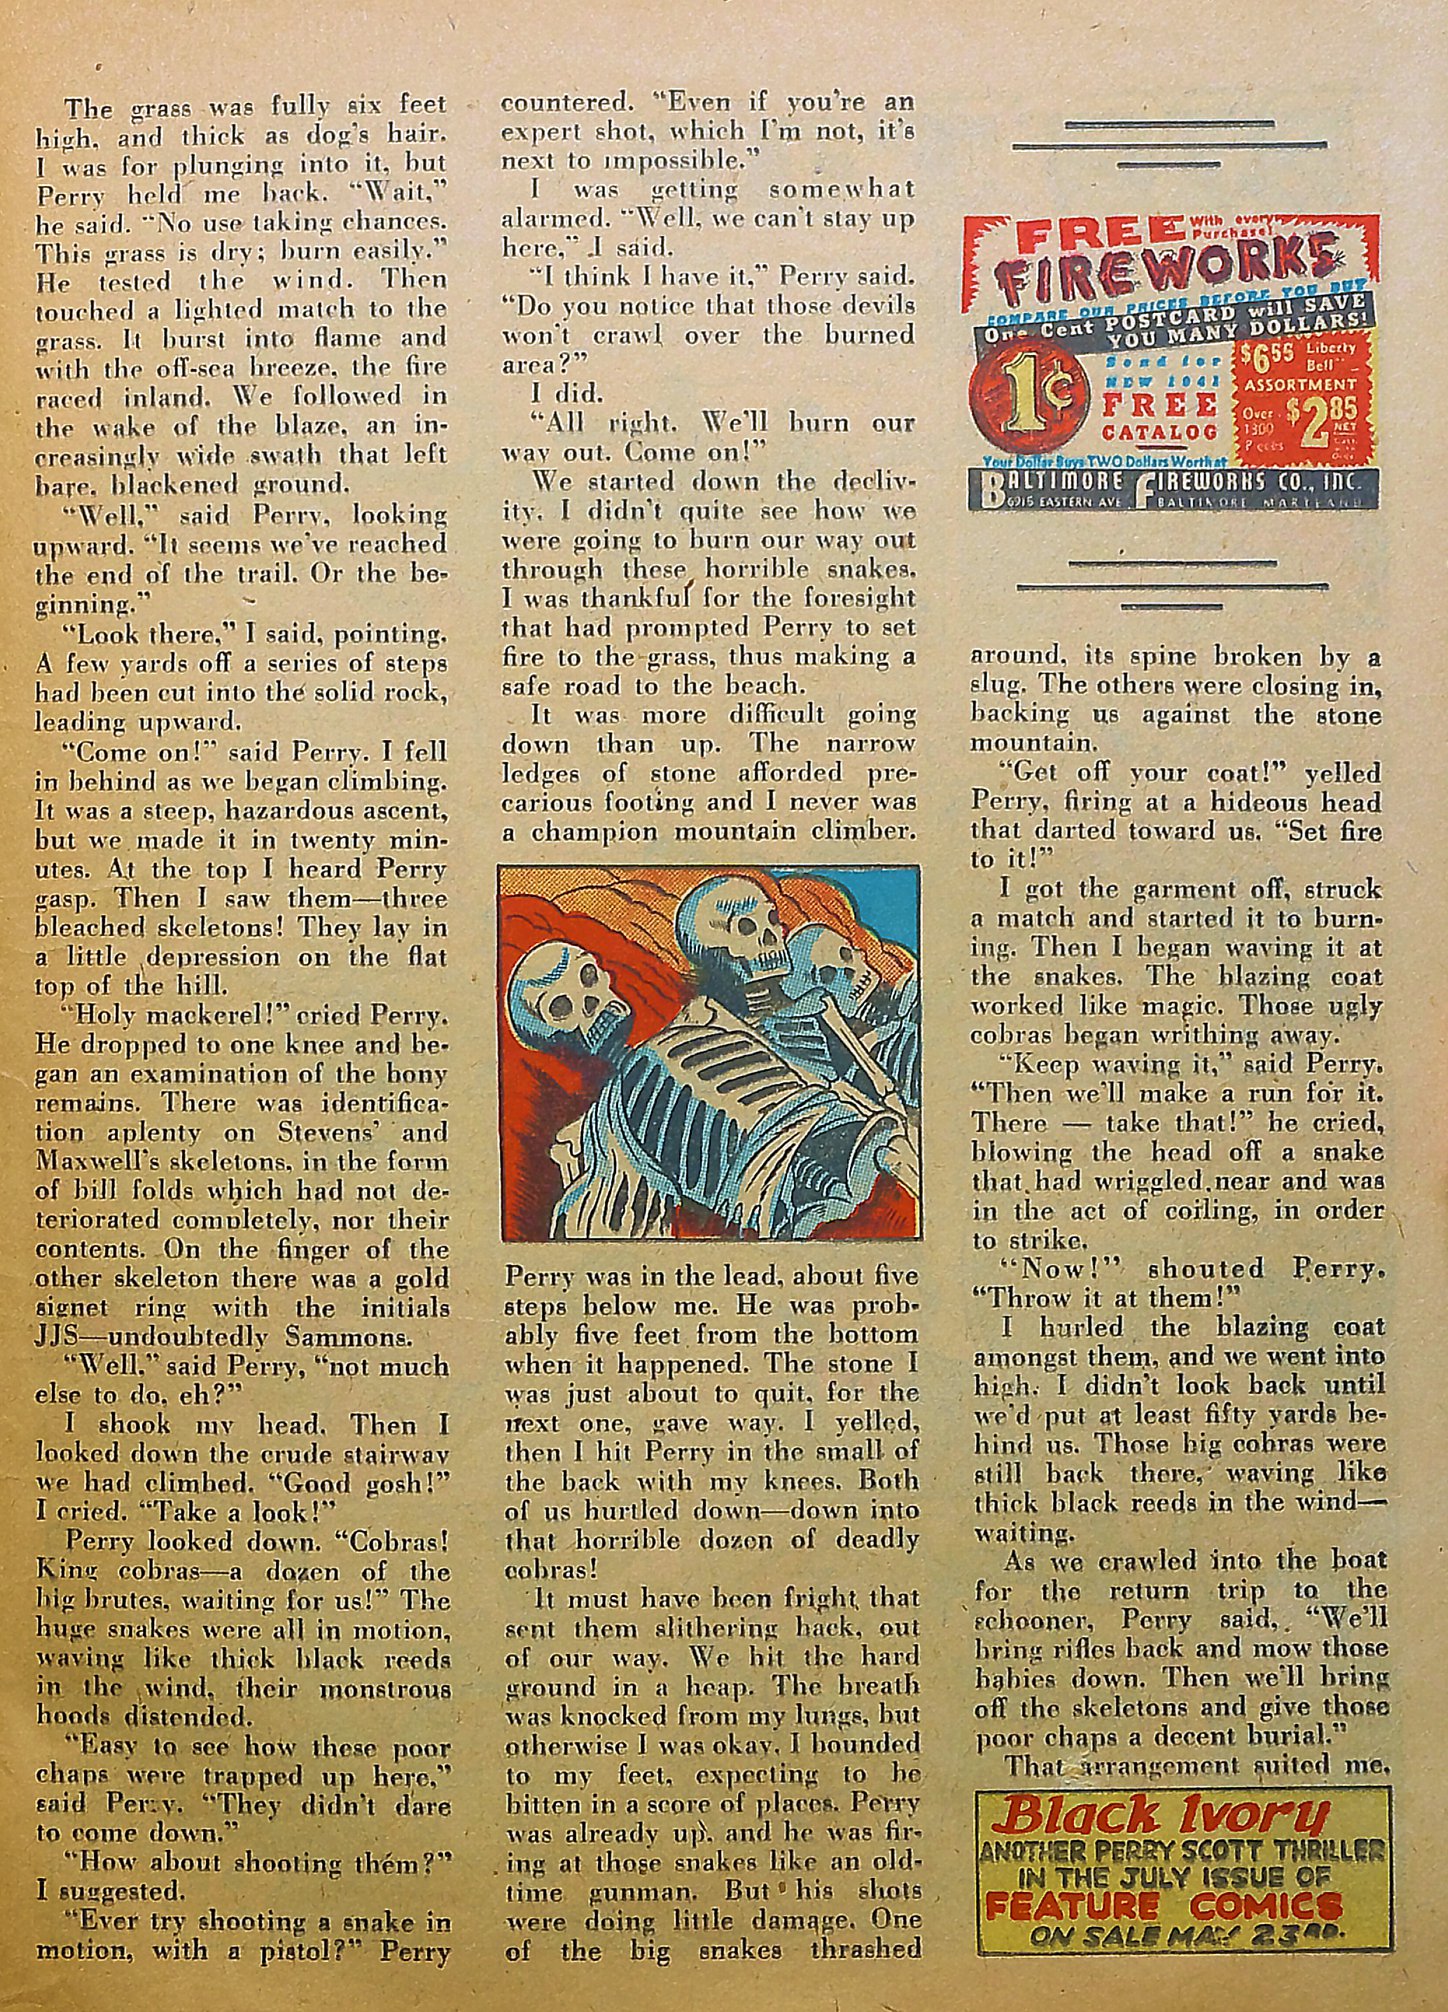 The grass was fully six feet
high, and thick as dog's hair.
I was for plunging into it, but
Perry held me back. "Wait,"
he said. "No use taking chances.
This grass is dry; burn easily."
He tested the wind. Then
touched a lighted match to the
grass. It burst into flame and
with the off-sea breeze, the fire
raced inland. We followed in
the wake of the blaze, an in-
creasingly wide swath that left
bare, blackened ground.
"Well," said Perry, looking
upward. "It seems we've reached
the end of the trail. Or the be-
ginning."
"Look there," I said, pointing.
A few yards off a series of steps
had been cut into the solid rock,
leading upward.
"Come on!" said Perry. I fell
in behind as we began climbing.
It was a steep, hazardous ascent,
but we made it in twenty min-
utes. At the top I heard Perry
gasp. Then I saw them—three
bleached skeletons! They lay in
a little depression on the flat
top of the hill.
"Holy mackerel!" cried Perry.
He dropped to one knee and be-
gan an examination of the bony
remains. There was identifica-
tion aplenty on Stevens' and
Maxwell's skeletons, in the form
of bill folds which had not de-
teriorated completely, nor their
contents. On the finger of the
other skeleton there was a gold
signet ring with the initials
JJS—undoubtedly Sammons.
"Well," said Perry, "not much
else to do, eh?"
I shook my head. Then I
looked down the crude stairway
we had climbed. "Good gosh!"
I cried. "Take a look!"
Perry looked down. "Cobras!
King cobras—a dozen of the
big brutes, waiting for us!" The
huge snakes were all in motion,
waving like thick black reeds
in the wind, their monstrous
hoods distended.
"Easy to see how these poor
chaps were trapped up here,"
said Perry. "They didn't dare
to come down."
"How about shooting them?"
I suggested.
"Ever try shooting a snake in
motion, with a pistol?" Perry
countered. "Even if you're an
expert shot, which I'm not, it's
next to impossible."
I was getting somewhat
alarmed. "Well, we can't stay up
here," I said.
"I think I have it," Perry said.
"Do you notice that those devils
won't crawl over the burned
area?"
I did.
"All right. We'll burn our
way out. Come on!"
We started down the decliv-
ity. I didn't quite see how we
were going to burn our way out
through these horrible snakes.
I was thankful for the foresight
that had prompted Perry to set
fire to the grass, thus making a
safe road to the beach.
It was more difficult going
down than up. The narrow
ledges of stone afforded pre-
carious footing and I never was
a champion mountain climber.
Perry was in the lead, about five
steps below me. He was prob-
ably five feet from the bottom
when it happened. The stone I
was just about to quit, for the
next one, gave way. I yelled,
then I hit Perry in the small of
the back with my knees. Both
of us hurtled down—down into
that horrible dozen of deadly
cobras!
It must have been fright that
sent them slithering back, out
of our way. We hit the hard
ground in a heap. The breath
was knocked from my lungs, but
otherwise I was okay. I bounded
to my feet, expecting to be
bitten in a score of places. Perry
was already up, and he was fir-
ing at those snakes like an old-
time gunman. But his shots
were doing little damage. One
of the big snakes thrashed
FREE With every Purchase!
FIREWORKS
COMPARE OUR PRICES BEFORE YOU BUY
One Cent POSTCARD will SAVE
YOU MANY DOLLARS!
1¢
Send for
NEW 1941
FREE
CATALOG
$6.55 Liberty Bell
ASSORTMENT
Over 1300 Pieces
$2.85 NET
Your Dollar Buys TWO Dollars Worth at
BALTIMORE FIREWORKS CO., INC.
6915 EASTERN AVE. BALTIMORE MARYLAND
around, its spine broken by a
slug. The others were closing in,
backing us against the stone
mountain.
"Get off your coat!" yelled
Perry, firing at a hideous head
that darted toward us. "Set fire
to it!"
I got the garment off, struck
a match and started it to burn-
ing. Then I began waving it at
the snakes. The blazing coat
worked like magic. Those ugly
cobras began writhing away.
"Keep waving it," said Perry.
"Then we'll make a run for it.
There — take that!" he cried,
blowing the head off a snake
that had wriggled near and was
in the act of coiling, in order
to strike.
"Now!" shouted Perry.
"Throw it at them!"
I hurled the blazing coat
amongst them, and we went into
high. I didn't look back until
we'd put at least fifty yards be-
hind us. Those big cobras were
still back there, waving like
thick black reeds in the wind—
waiting.
As we crawled into the boat
for the return trip to the
schooner, Perry said, "We'll
bring rifles back and mow those
babies down. Then we'll bring
off the skeletons and give those
poor chaps a decent burial."
That arrangement suited me.
Black Ivory
ANOTHER PERRY SCOTT THRILLER
IN THE JULY ISSUE OF
FEATURE COMICS
ON SALE MAY 23RD.